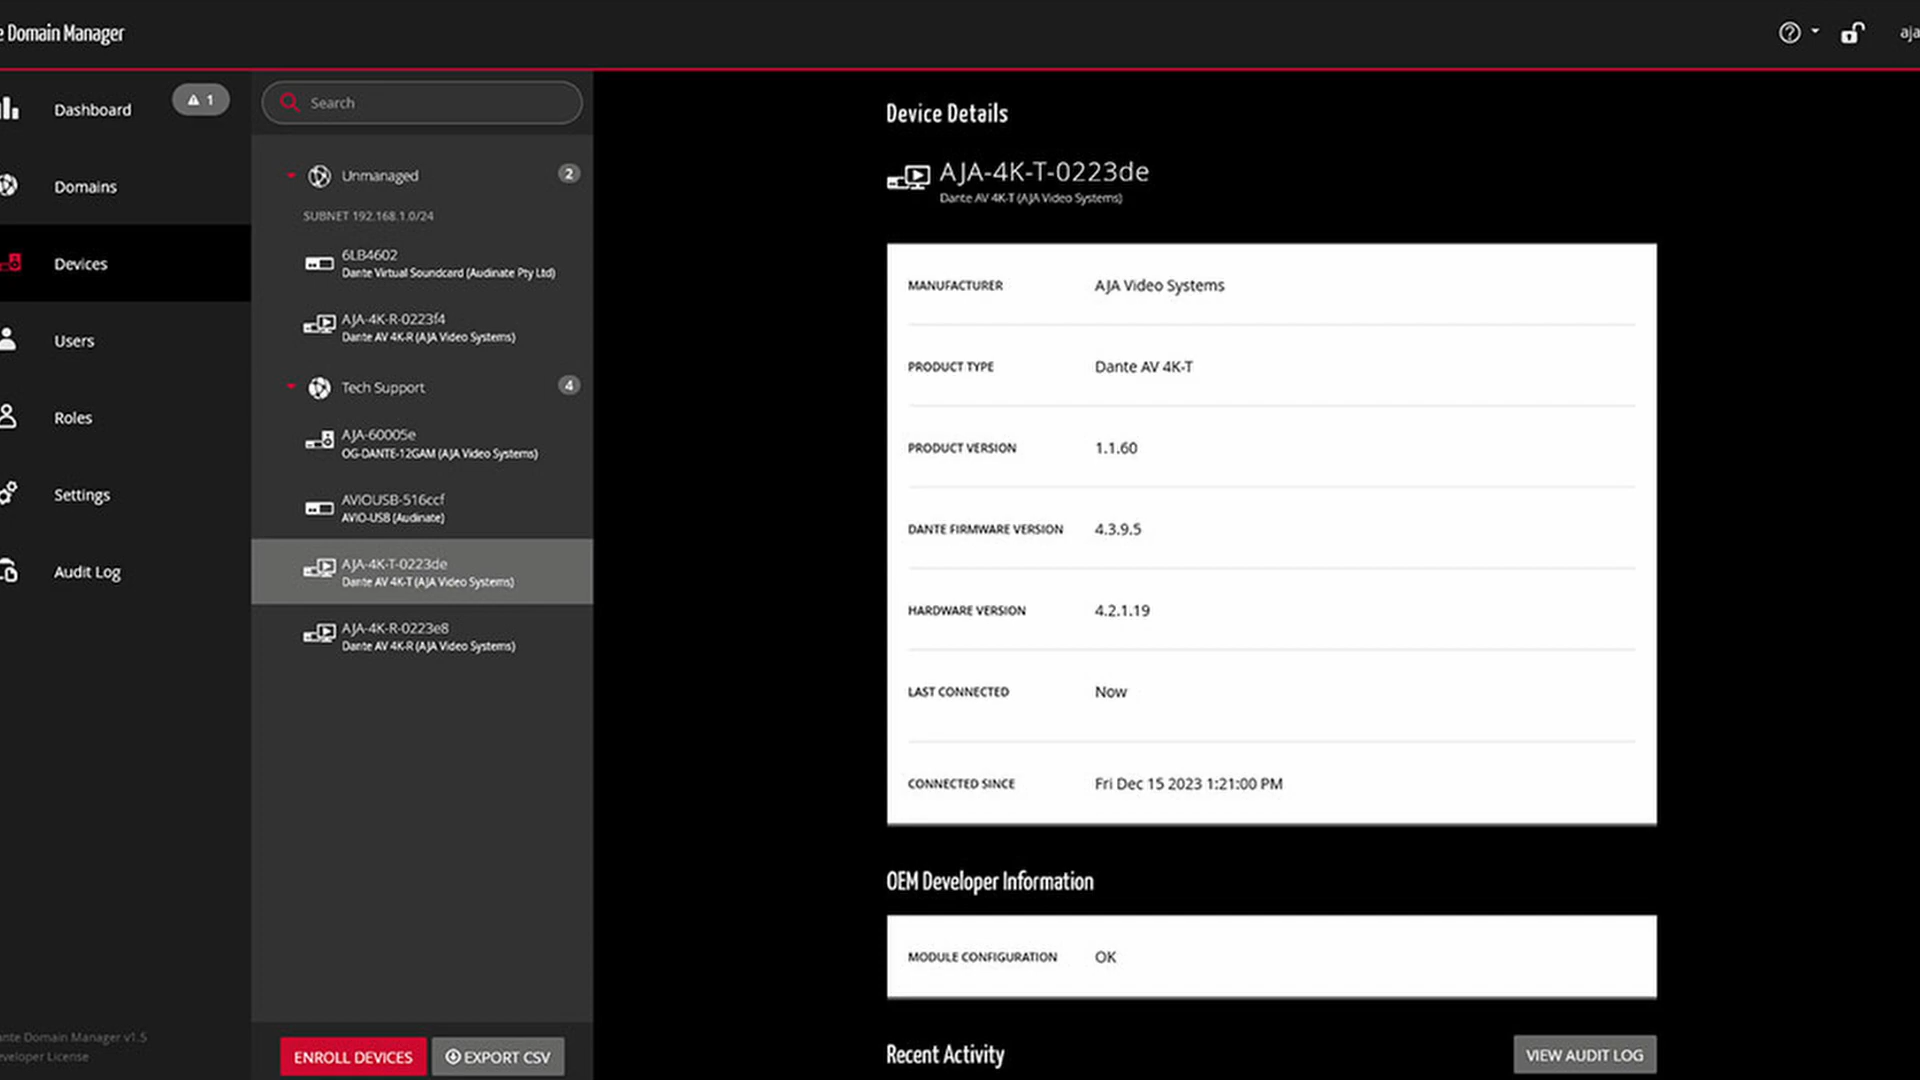 e Domain Manager
aja
Dashboard
1
Domains
Devices
Users
Roles
Settings
Audit Log
ante Domain Manager v1.5
eveloper License
Search
Unmanaged
2
SUBNET 192.168.1.0/24
6LB4602
Dante Virtual Soundcard (Audinate Pty Ltd)
AJA-4K-R-0223f4
Dante AV 4K-R (AJA Video Systems)
Tech Support
4
AJA-60005e
OG-DANTE-12GAM (AJA Video Systems)
AVIOUSB-516ccf
AVIO-USB (Audinate)
AJA-4K-T-0223de
Dante AV 4K-T (AJA Video Systems)
AJA-4K-R-0223e8
Dante AV 4K-R (AJA Video Systems)
ENROLL DEVICES
EXPORT CSV
Device Details
AJA-4K-T-0223de
Dante AV 4K-T (AJA Video Systems)
MANUFACTURER AJA Video Systems
PRODUCT TYPE Dante AV 4K-T
PRODUCT VERSION 1.1.60
DANTE FIRMWARE VERSION 4.3.9.5
HARDWARE VERSION 4.2.1.19
LAST CONNECTED Now
CONNECTED SINCE Fri Dec 15 2023 1:21:00 PM
OEM Developer Information
MODULE CONFIGURATION OK
Recent Activity
VIEW AUDIT LOG